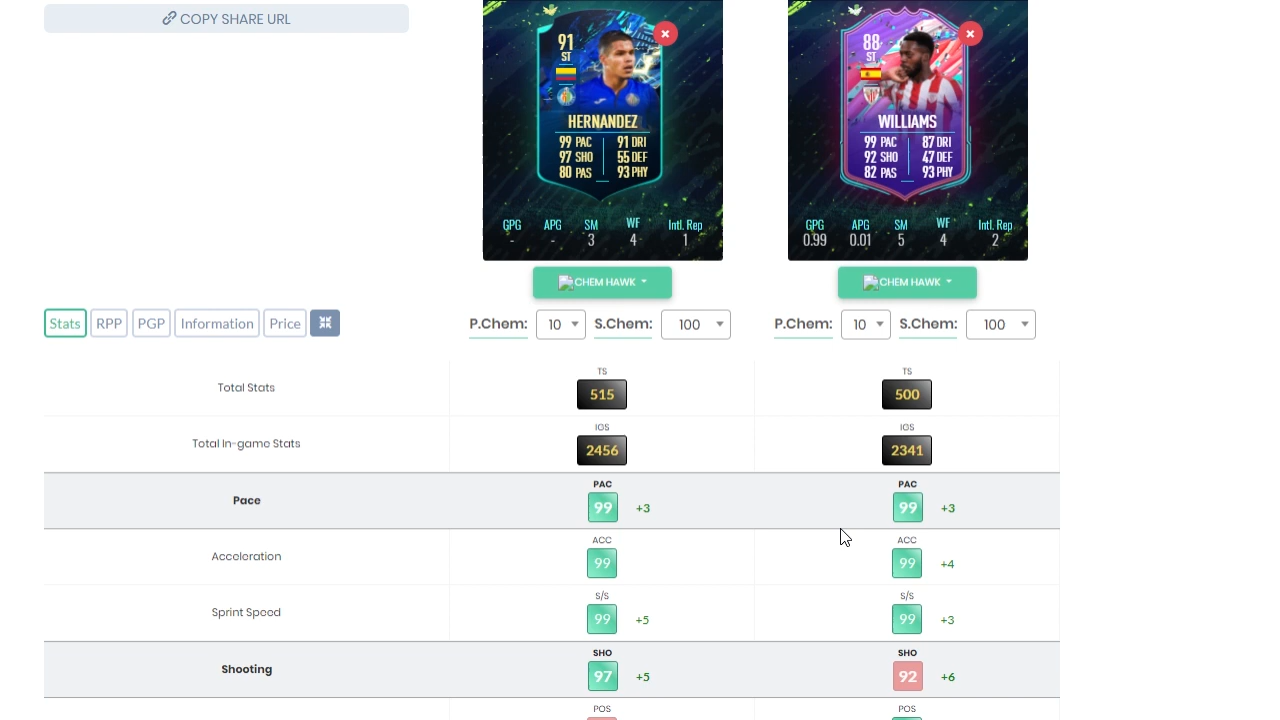 COPY SHARE URL
91
ST
HERNANDEZ
99 PAC 91 DRI
97 SHO 55 DEF
80 PAS 93 PHY
GPG APG SM WF Intl. Rep
- - 3 4 1
88
ST
WILLIAMS
99 PAC 87 DRI
92 SHO 47 DEF
82 PAS 93 PHY
GPG APG SM WF Intl. Rep
0.99 0.01 5 4 2
CHEM HAWK CHEM HAWK
Stats RPP PGP Information Price
P.Chem: 10 S.Chem: 100 P.Chem: 10 S.Chem: 100
TS TS
Total Stats 515 500
IGS IGS
Total In-game Stats 2456 2341
PAC PAC
Pace 99 +3 99 +3
ACC ACC
Acceleration 99 99 +4
S/S S/S
Sprint Speed 99 +5 99 +3
SHO SHO
Shooting 97 +5 92 +6
POS POS